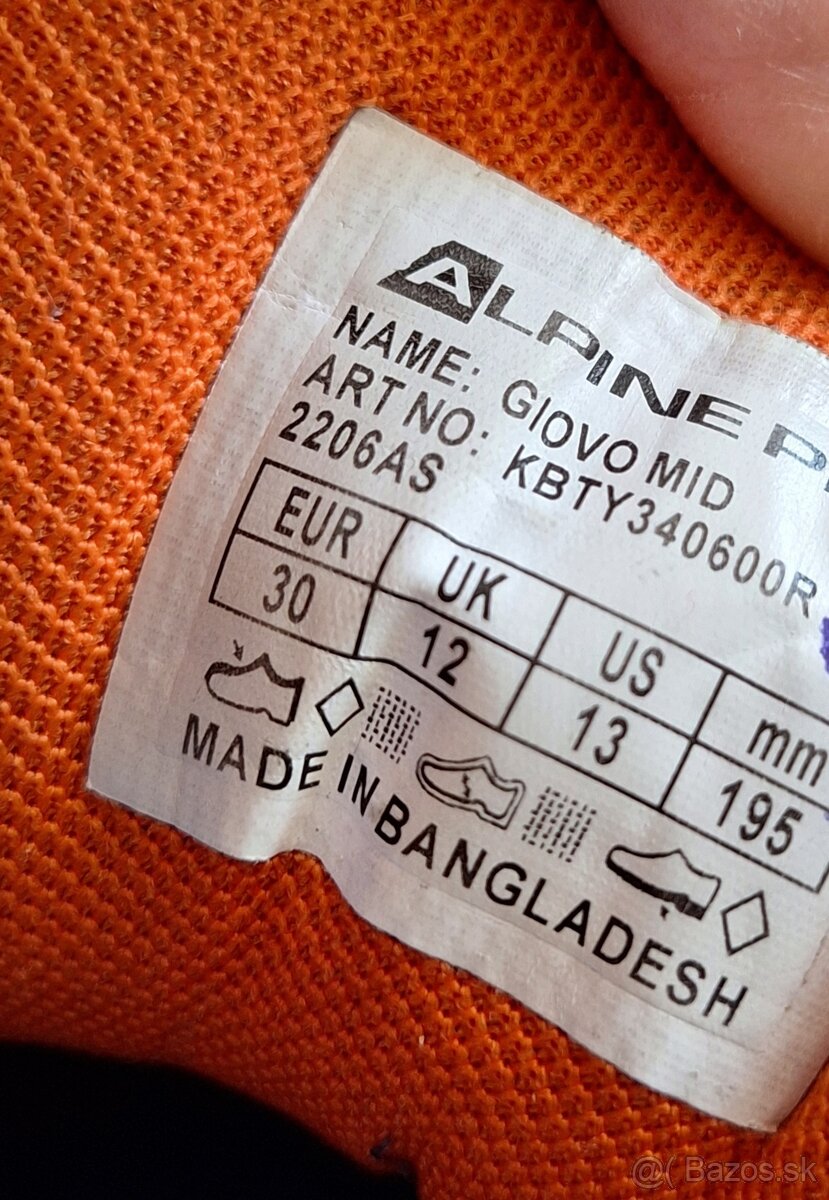 ALPINE P
NAME: GIOVO MID
ART NO: KBTY340600R
2206AS
EUR UK US mm
30 12 13 195
MADE IN BANGLADESH
@( Bazos.sk